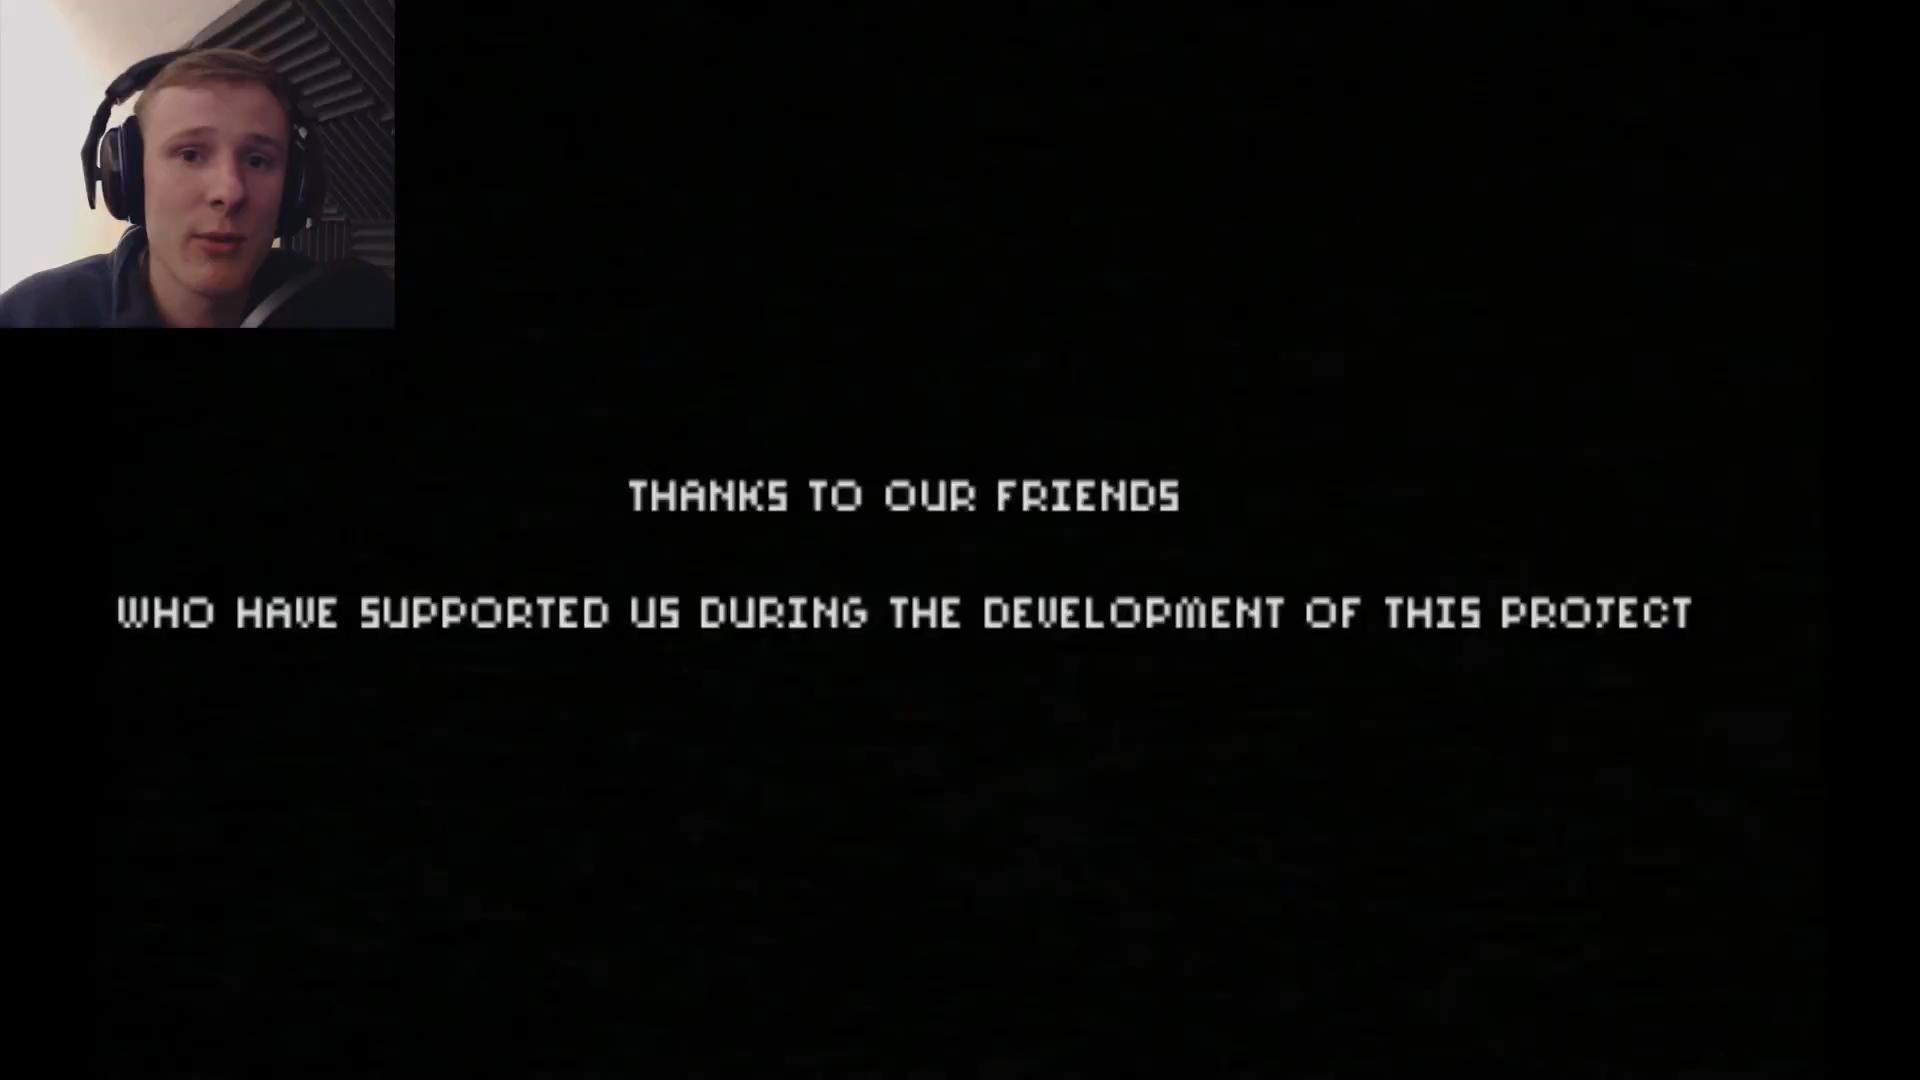 THANKS TO OUR FRIENDS
WHO HAVE SUPPORTED US DURING THE DEVELOPMENT OF THIS PROJECT